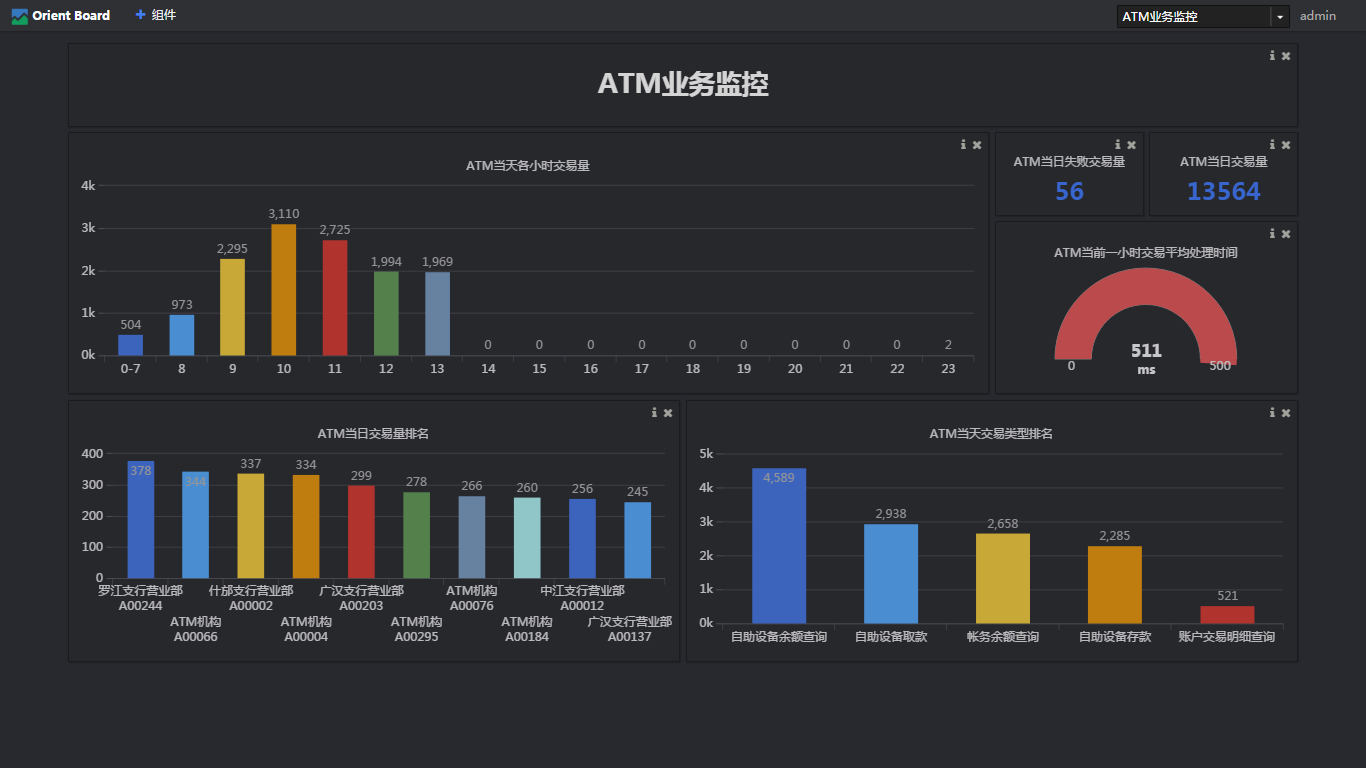 Orient Board
+ 组件
ATM业务监控
admin
ATM业务监控
ATM当天各小时交易量
4k
3k
2k
1k
0k
504
973
2,295
3,110
2,725
1,994
1,969
0
0
0
0
0
0
0
0
0
2
0-7
8
9
10
11
12
13
14
15
16
17
18
19
20
21
22
23
ATM当日失败交易量
56
ATM当日交易量
13564
ATM当前一小时交易平均处理时间
511
ms
0
500
ATM当日交易量排名
400
300
200
100
0
378
344
337
334
299
278
266
260
256
245
罗江支行营业部
A00244
ATM机构
A00066
什邡支行营业部
A00002
ATM机构
A00004
广汉支行营业部
A00203
ATM机构
A00295
ATM机构
A00076
ATM机构
A00184
中江支行营业部
A00012
广汉支行营业部
A00137
ATM当天交易类型排名
5k
4k
3k
2k
1k
0k
4,589
2,938
2,658
2,285
521
自助设备余额查询
自助设备取款
帐务余额查询
自助设备存款
账户交易明细查询